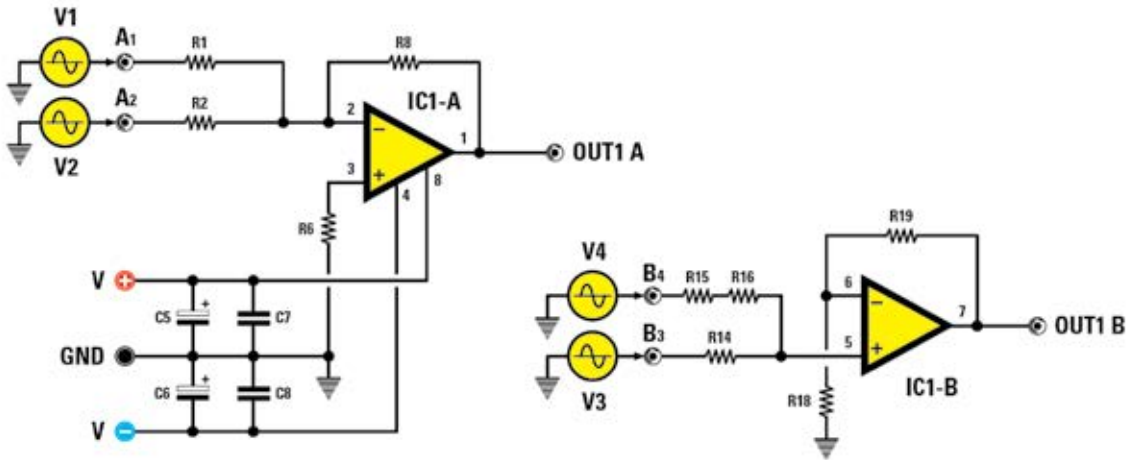 V1
A1
R1
R8
A2
R2
V2
IC1-A
2
−
1
OUT1 A
3
+
8
4
R6
V +
C5 +
C7
GND
C6 +
C8
V −
R19
V4
B4
R15
R16
6
−
7
OUT1 B
B3
R14
5
+
V3
R18
IC1-B